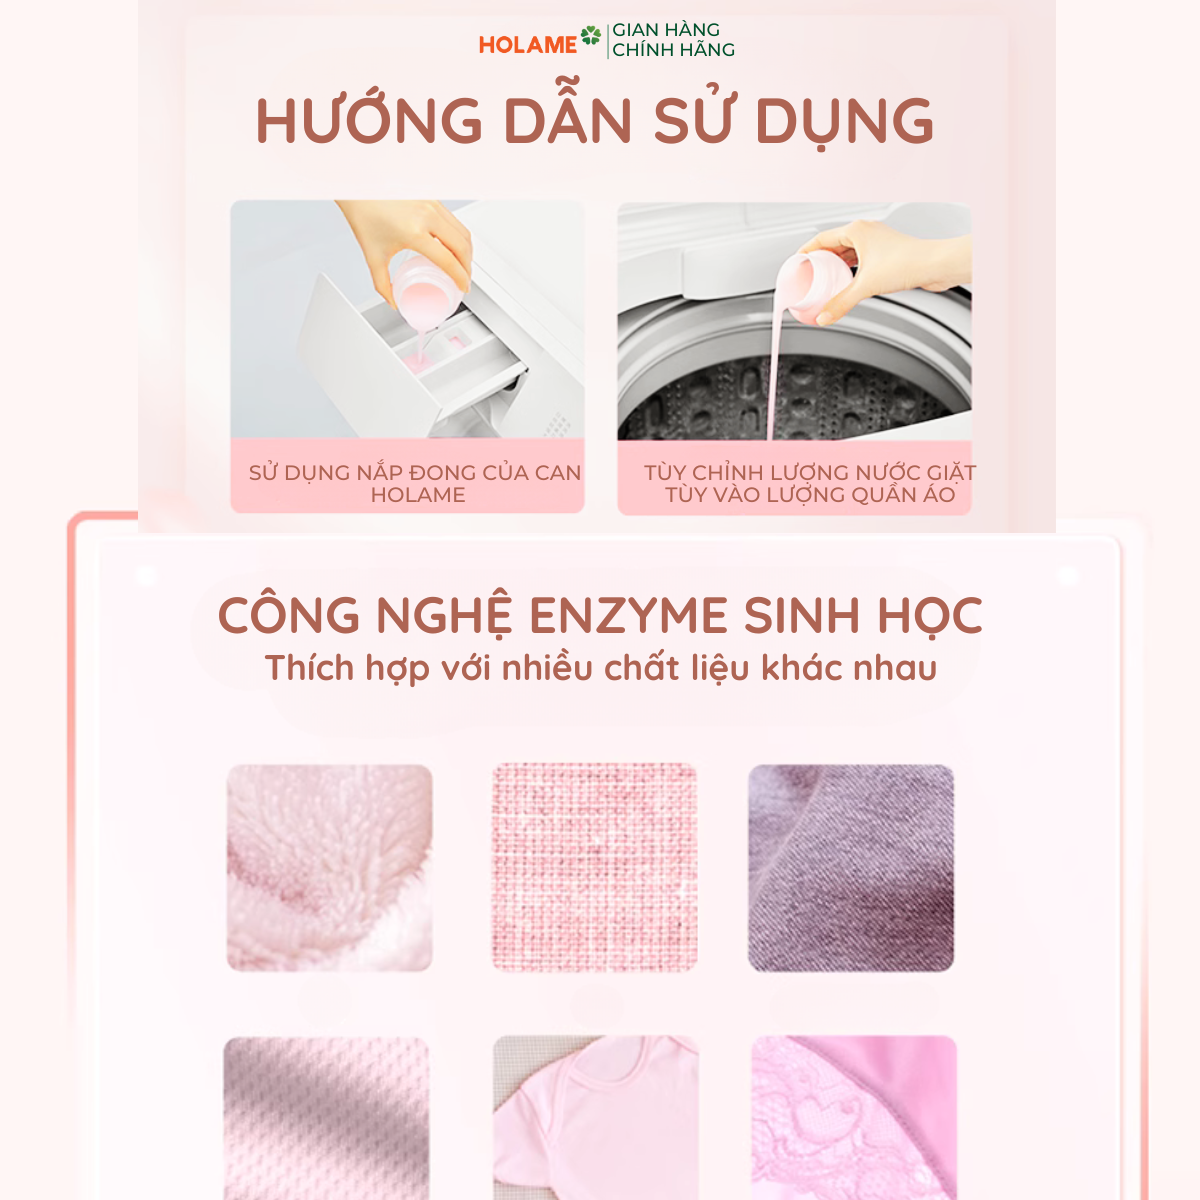 HOLAME
GIAN HÀNG
CHÍNH HÃNG
HƯỚNG DẪN SỬ DỤNG
SỬ DỤNG NẮP ĐONG CỦA CAN
HOLAME
TÙY CHỈNH LƯỢNG NƯỚC GIẶT
TÙY VÀO LƯỢNG QUẦN ÁO
CÔNG NGHỆ ENZYME SINH HỌC
Thích hợp với nhiều chất liệu khác nhau